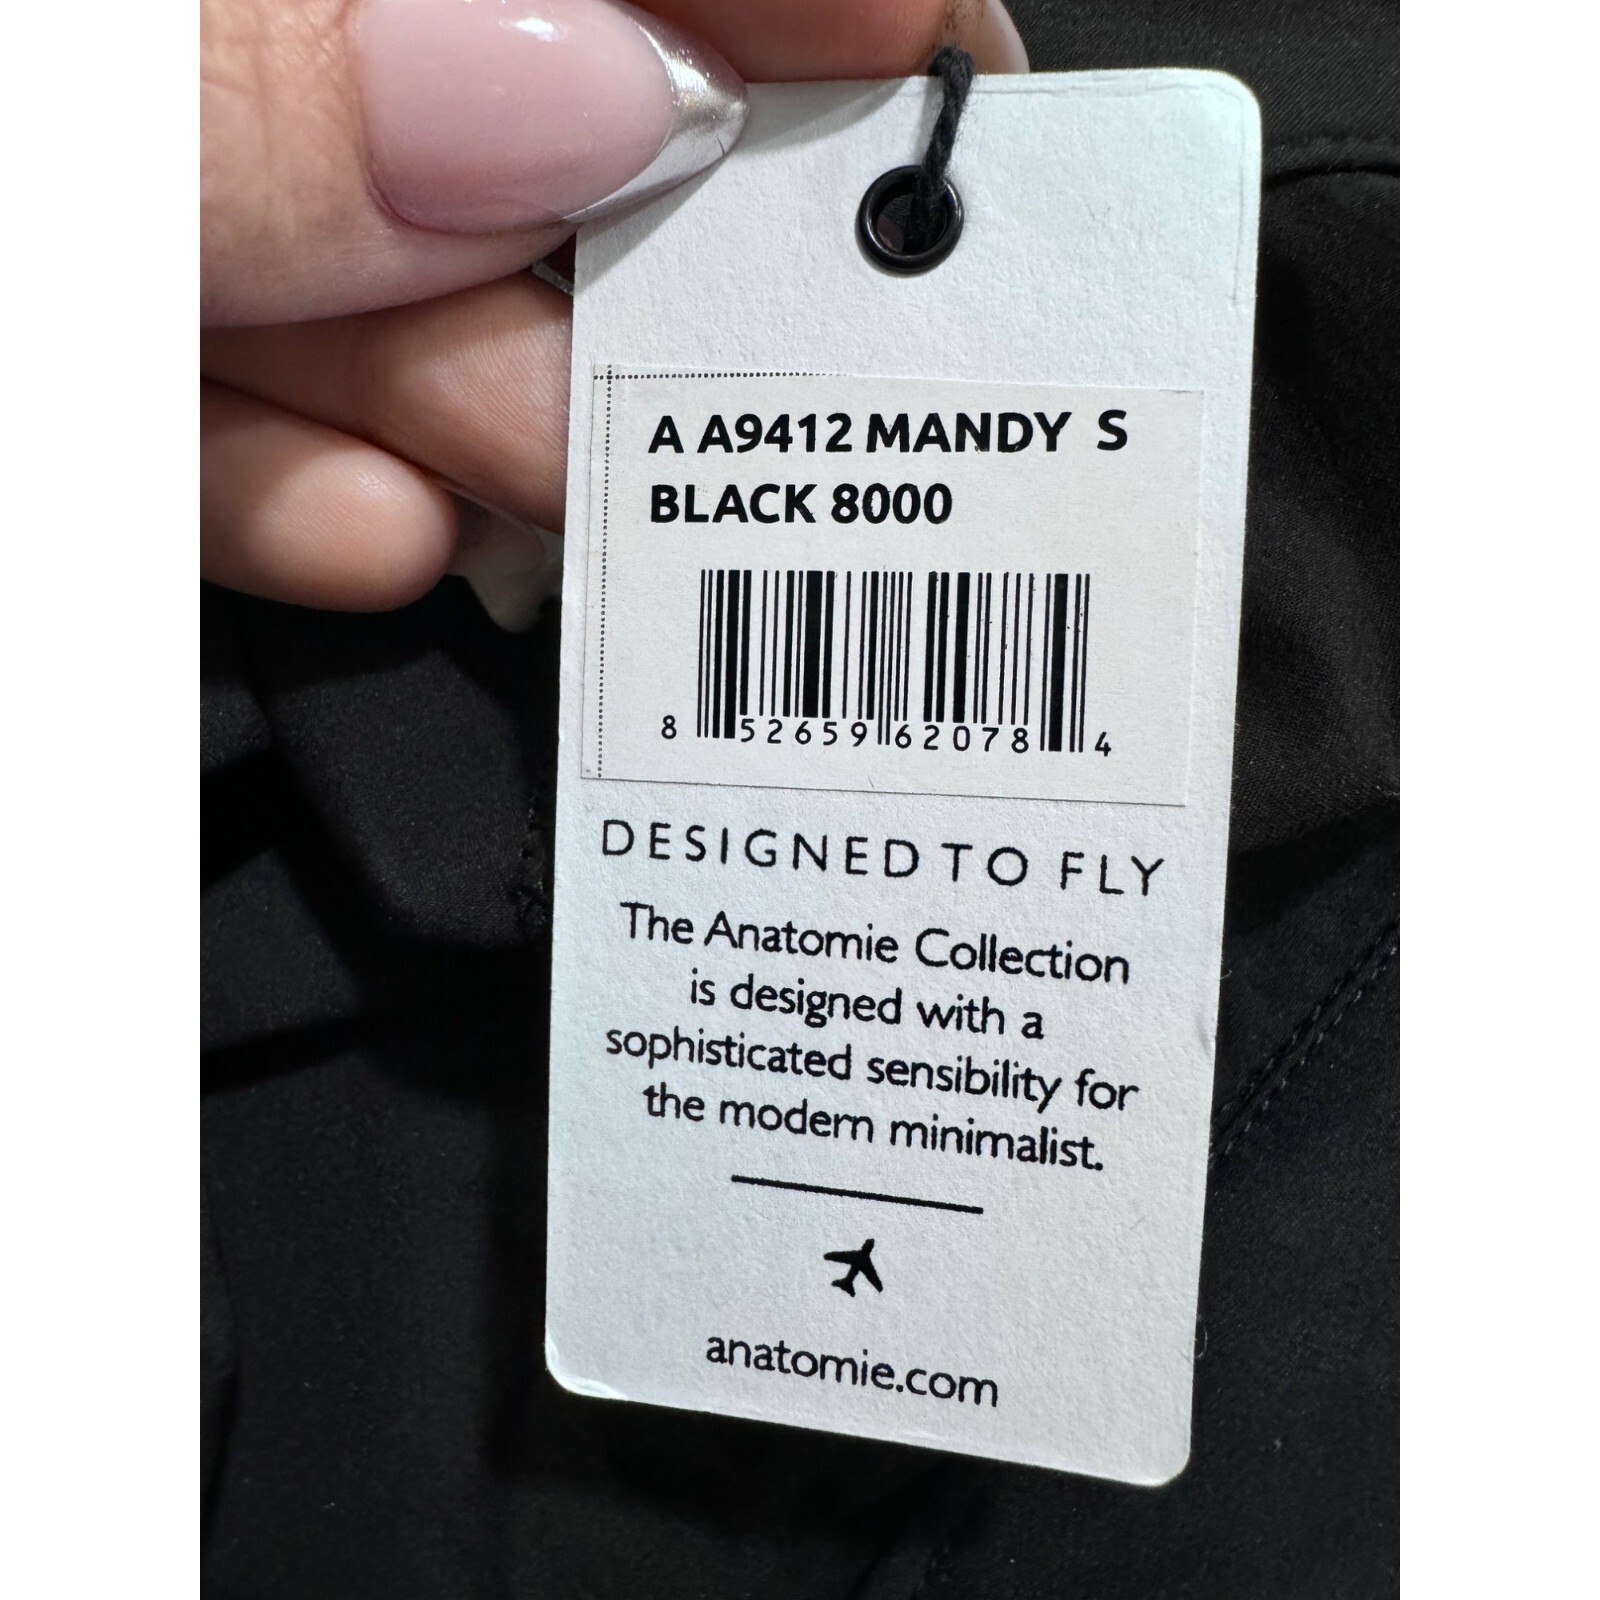 A A9412 MANDY S
BLACK 8000
8 52659 62078 4
DESIGNED TO FLY
The Anatomie Collection
is designed with a
sophisticated sensibility for
the modern minimalist.
anatomie.com